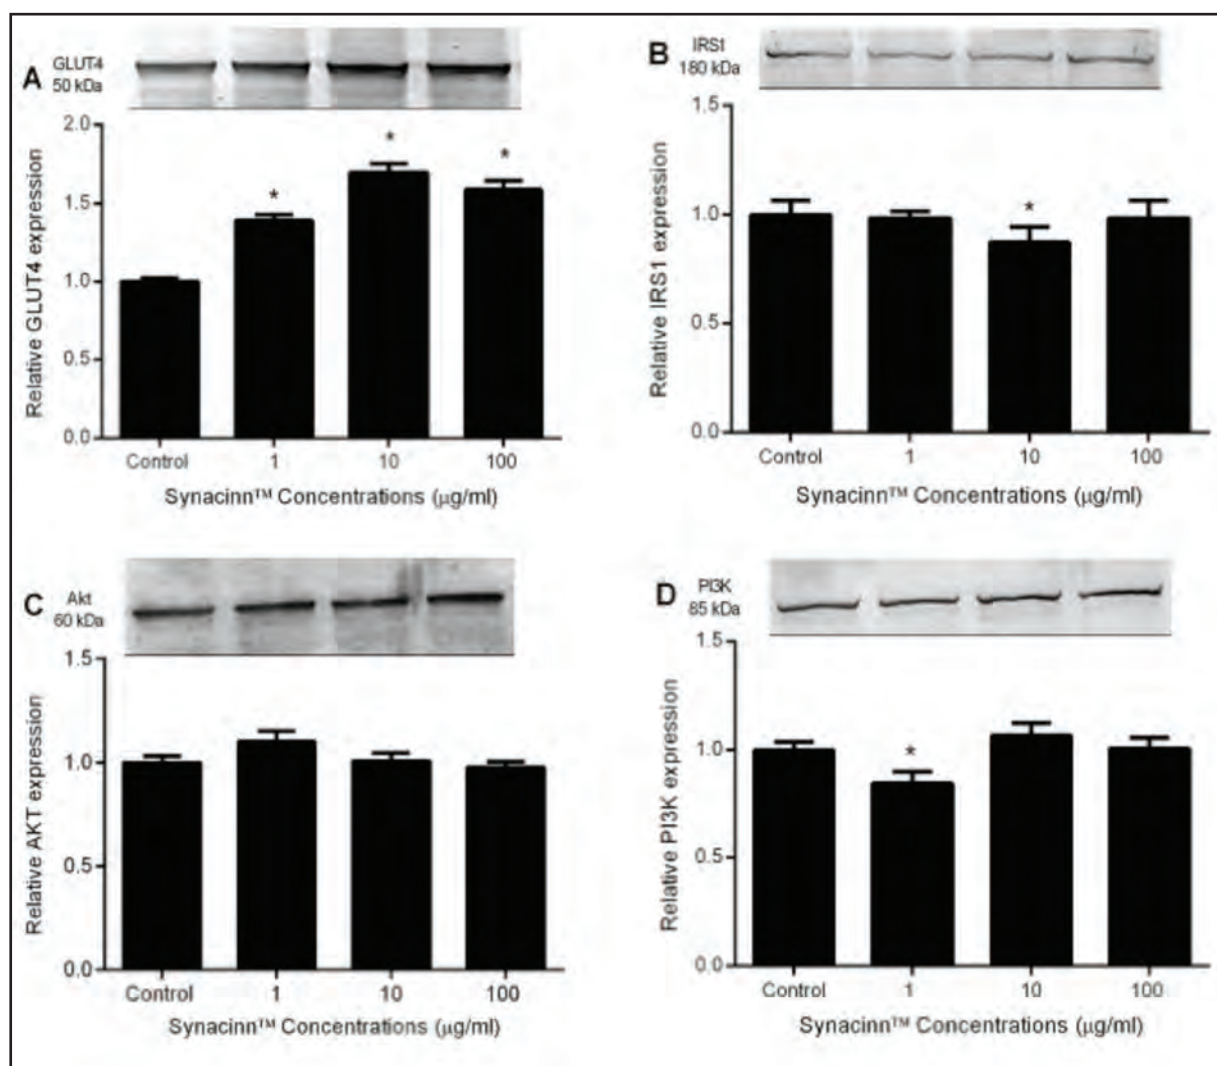 A
GLUT4
50 kDa
*
*
*
2.0
1.5
1.0
0.5
0.0
Relative GLUT4 expression
Control 1 10 100
Synacinn™ Concentrations (µg/ml)
B
IRS1
180 kDa
*
1.5
1.0
0.5
0.0
Relative IRS1 expression
Control 1 10 100
Synacinn™ Concentrations (µg/ml)
C
Akt
60 kDa
1.5
1.0
0.5
0.0
Relative AKT expression
Control 1 10 100
Synacinn™ Concentrations (µg/ml)
D
PI3K
85 kDa
*
1.5
1.0
0.5
0.0
Relative PI3K expression
Control 1 10 100
Synacinn™ Concentrations (µg/ml)